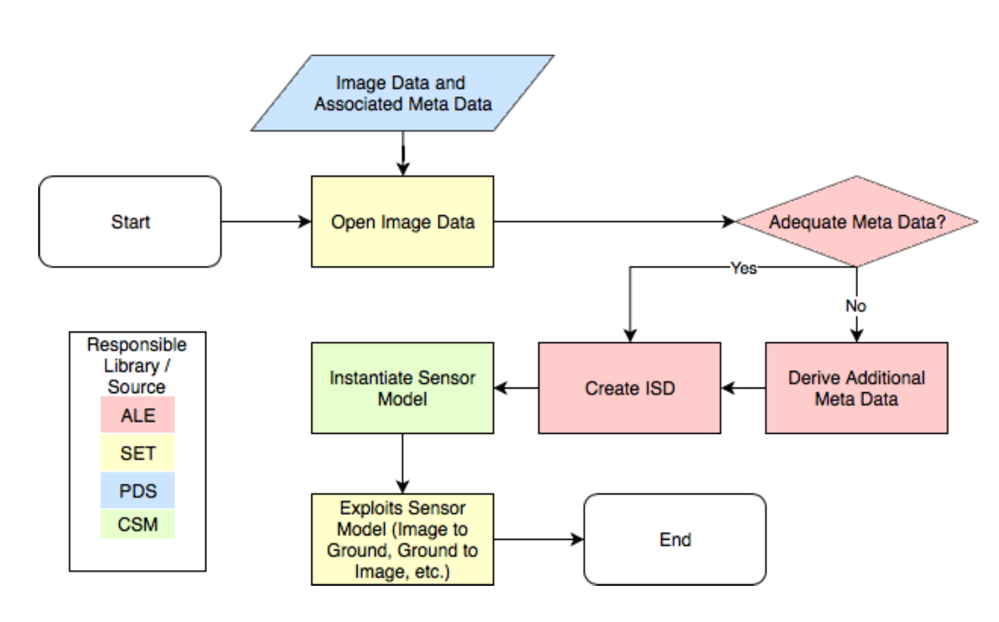 Image Data and
Associated Meta Data
Start
Open Image Data
Adequate Meta Data?
Yes
No
Responsible
Library /
Source
ALE
SET
PDS
CSM
Instantiate Sensor
Model
Create ISD
Derive Additional
Meta Data
Exploits Sensor
Model (Image to
Ground, Ground to
Image, etc.)
End